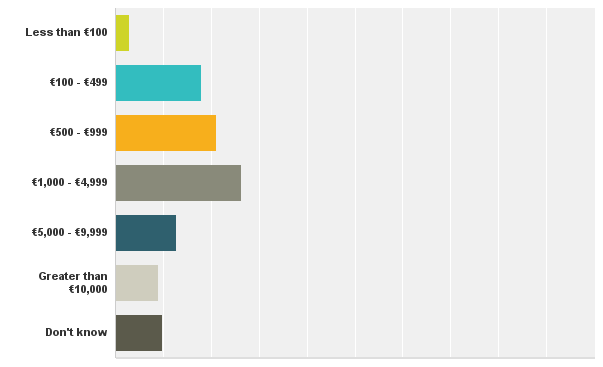 Less than €100
€100 - €499
€500 - €999
€1,000 - €4,999
€5,000 - €9,999
Greater than
€10,000
Don't know